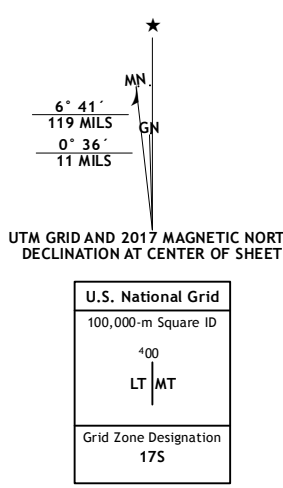 MN
6° 41´
119 MILS
GN
0° 36´
11 MILS
UTM GRID AND 2017 MAGNETIC NORT
DECLINATION AT CENTER OF SHEET
U.S. National Grid
100,000-m Square ID
⁴00
LT MT
Grid Zone Designation
17S